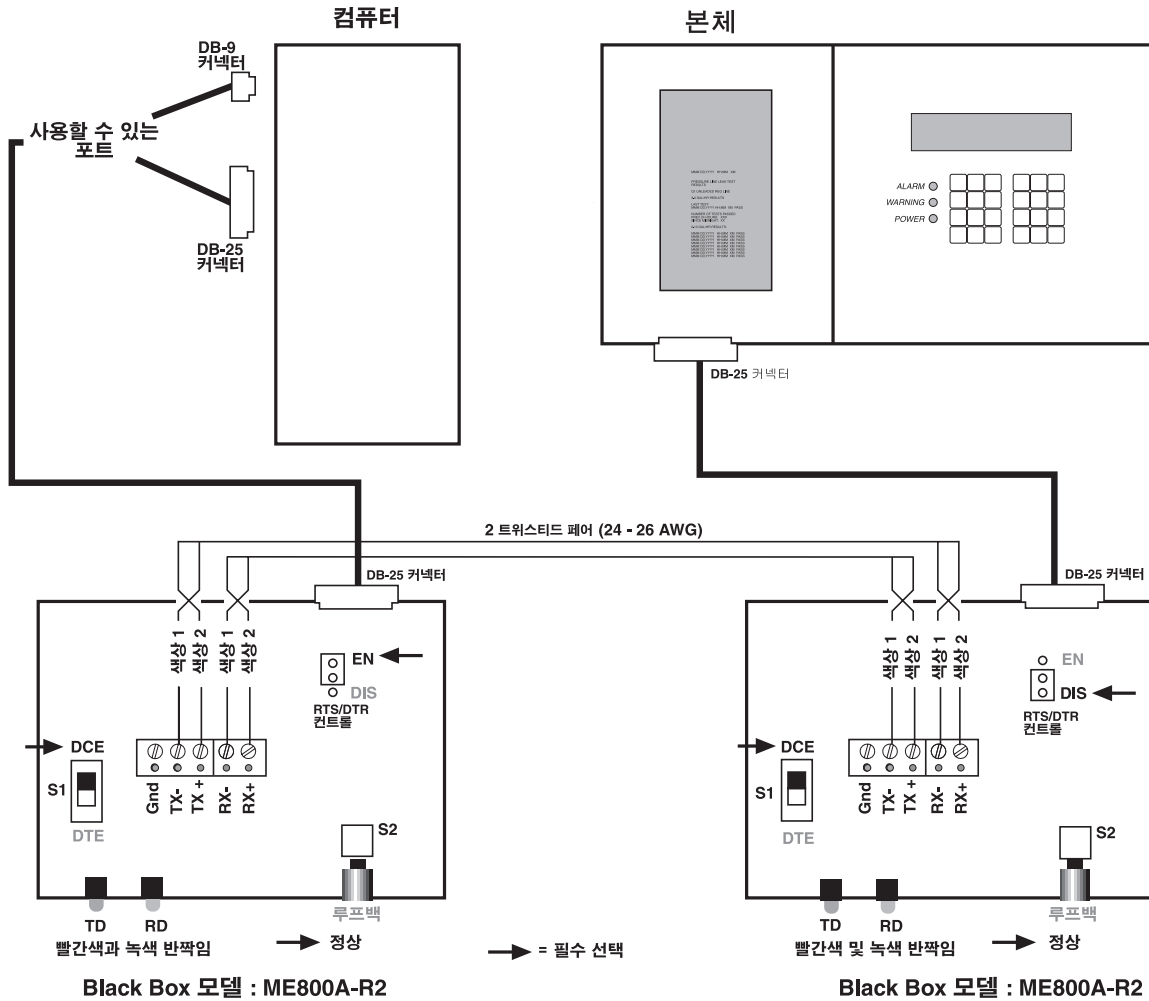 컴퓨터
본체
DB-9
커넥터
사용할 수 있는
포트
DB-25
커넥터
ALARM
WARNING
POWER
DB-25 커넥터
2 트위스티드 페어 (24 - 26 AWG)
DB-25 커넥터
색상 1
색상 2
색상 1
색상 2
EN
DIS
RTS/DTR
컨트롤
DCE
S1
DTE
Gnd
TX-
TX +
RX-
RX+
S2
루프백
TD
RD
빨간색과 녹색 반짝임
정상
Black Box 모델 : ME800A-R2
= 필수 선택
DB-25 커넥터
색상 1
색상 2
색상 1
색상 2
EN
DIS
RTS/DTR
컨트롤
DCE
S1
DTE
Gnd
TX-
TX +
RX-
RX+
S2
루프백
TD
RD
빨간색 및 녹색 반짝임
정상
Black Box 모델 : ME800A-R2